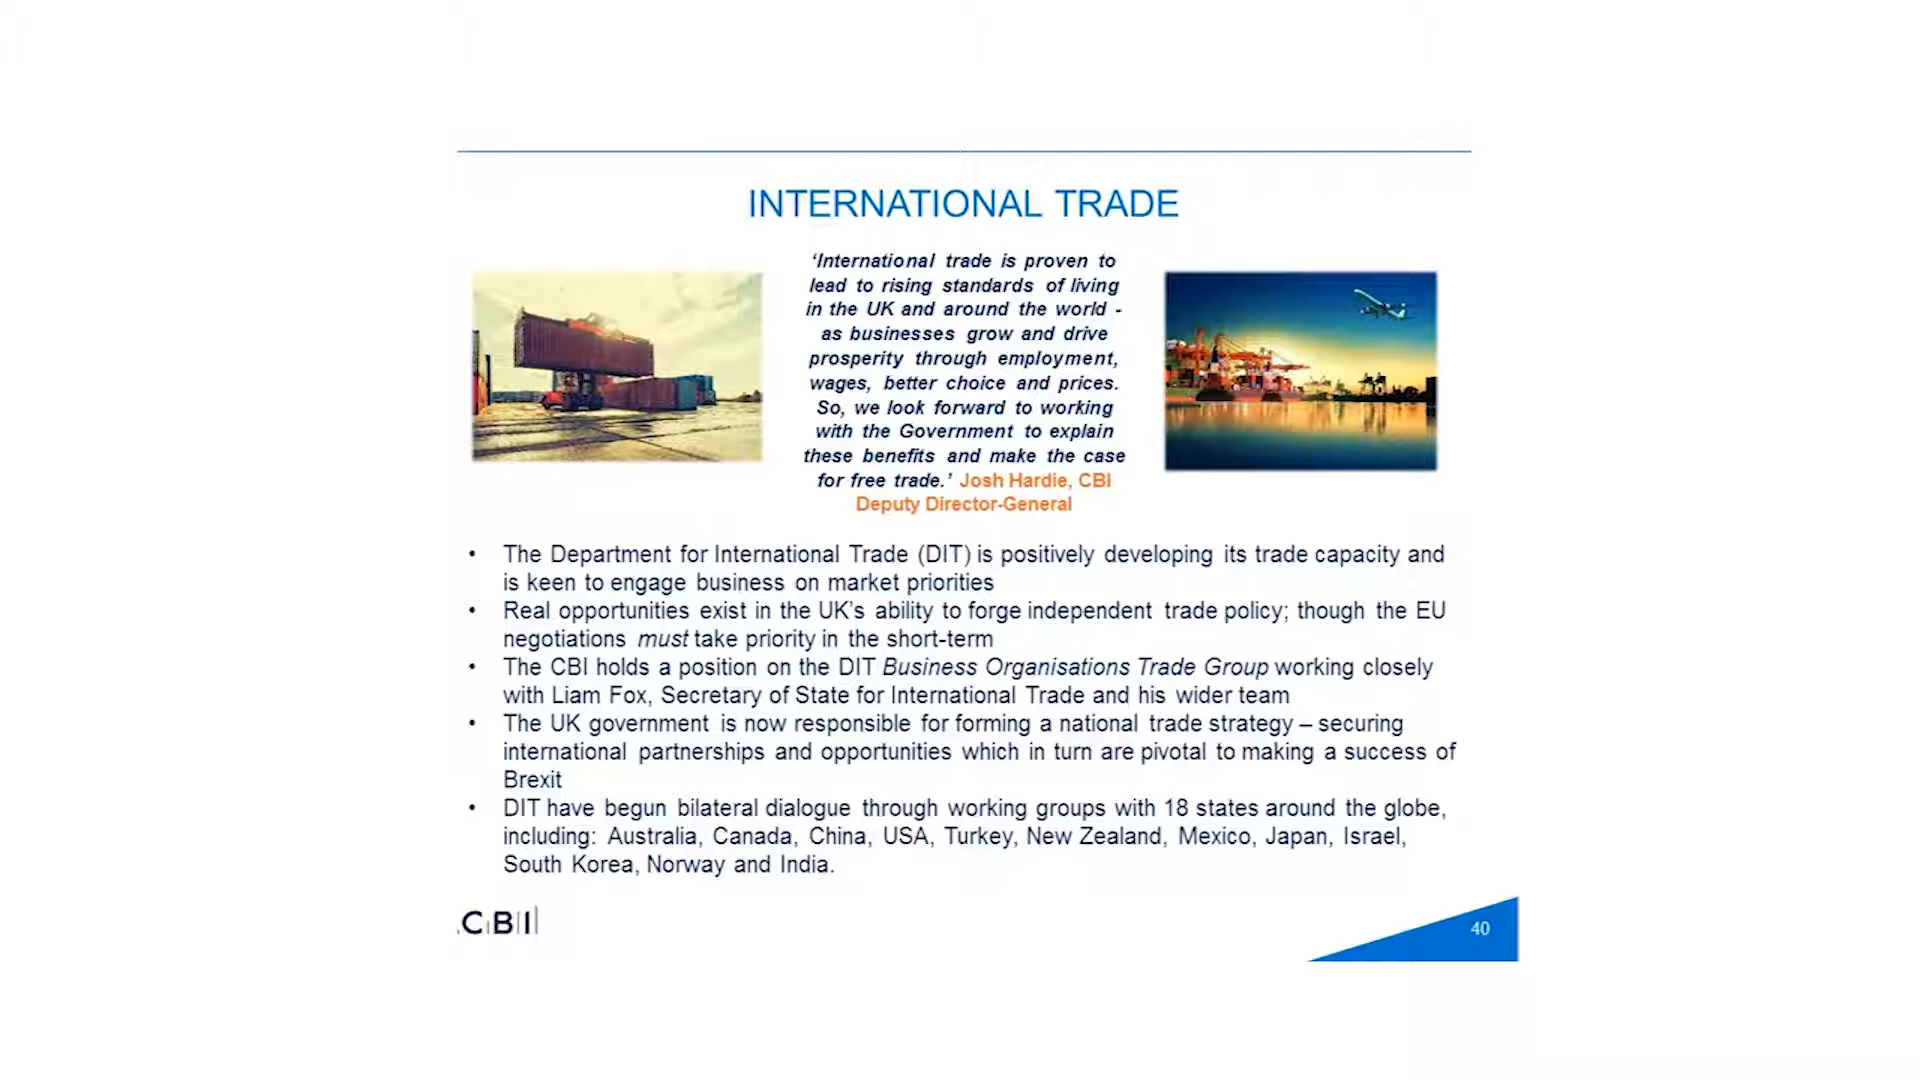 INTERNATIONAL TRADE
‘International trade is proven to
lead to rising standards of living
in the UK and around the world -
as businesses grow and drive
prosperity through employment,
wages, better choice and prices.
So, we look forward to working
with the Government to explain
these benefits and make the case
for free trade.’ Josh Hardie, CBI
Deputy Director-General
• The Department for International Trade (DIT) is positively developing its trade capacity and
is keen to engage business on market priorities
• Real opportunities exist in the UK’s ability to forge independent trade policy; though the EU
negotiations must take priority in the short-term
• The CBI holds a position on the DIT Business Organisations Trade Group working closely
with Liam Fox, Secretary of State for International Trade and his wider team
• The UK government is now responsible for forming a national trade strategy – securing
international partnerships and opportunities which in turn are pivotal to making a success of
Brexit
• DIT have begun bilateral dialogue through working groups with 18 states around the globe,
including: Australia, Canada, China, USA, Turkey, New Zealand, Mexico, Japan, Israel,
South Korea, Norway and India.
CBI
40